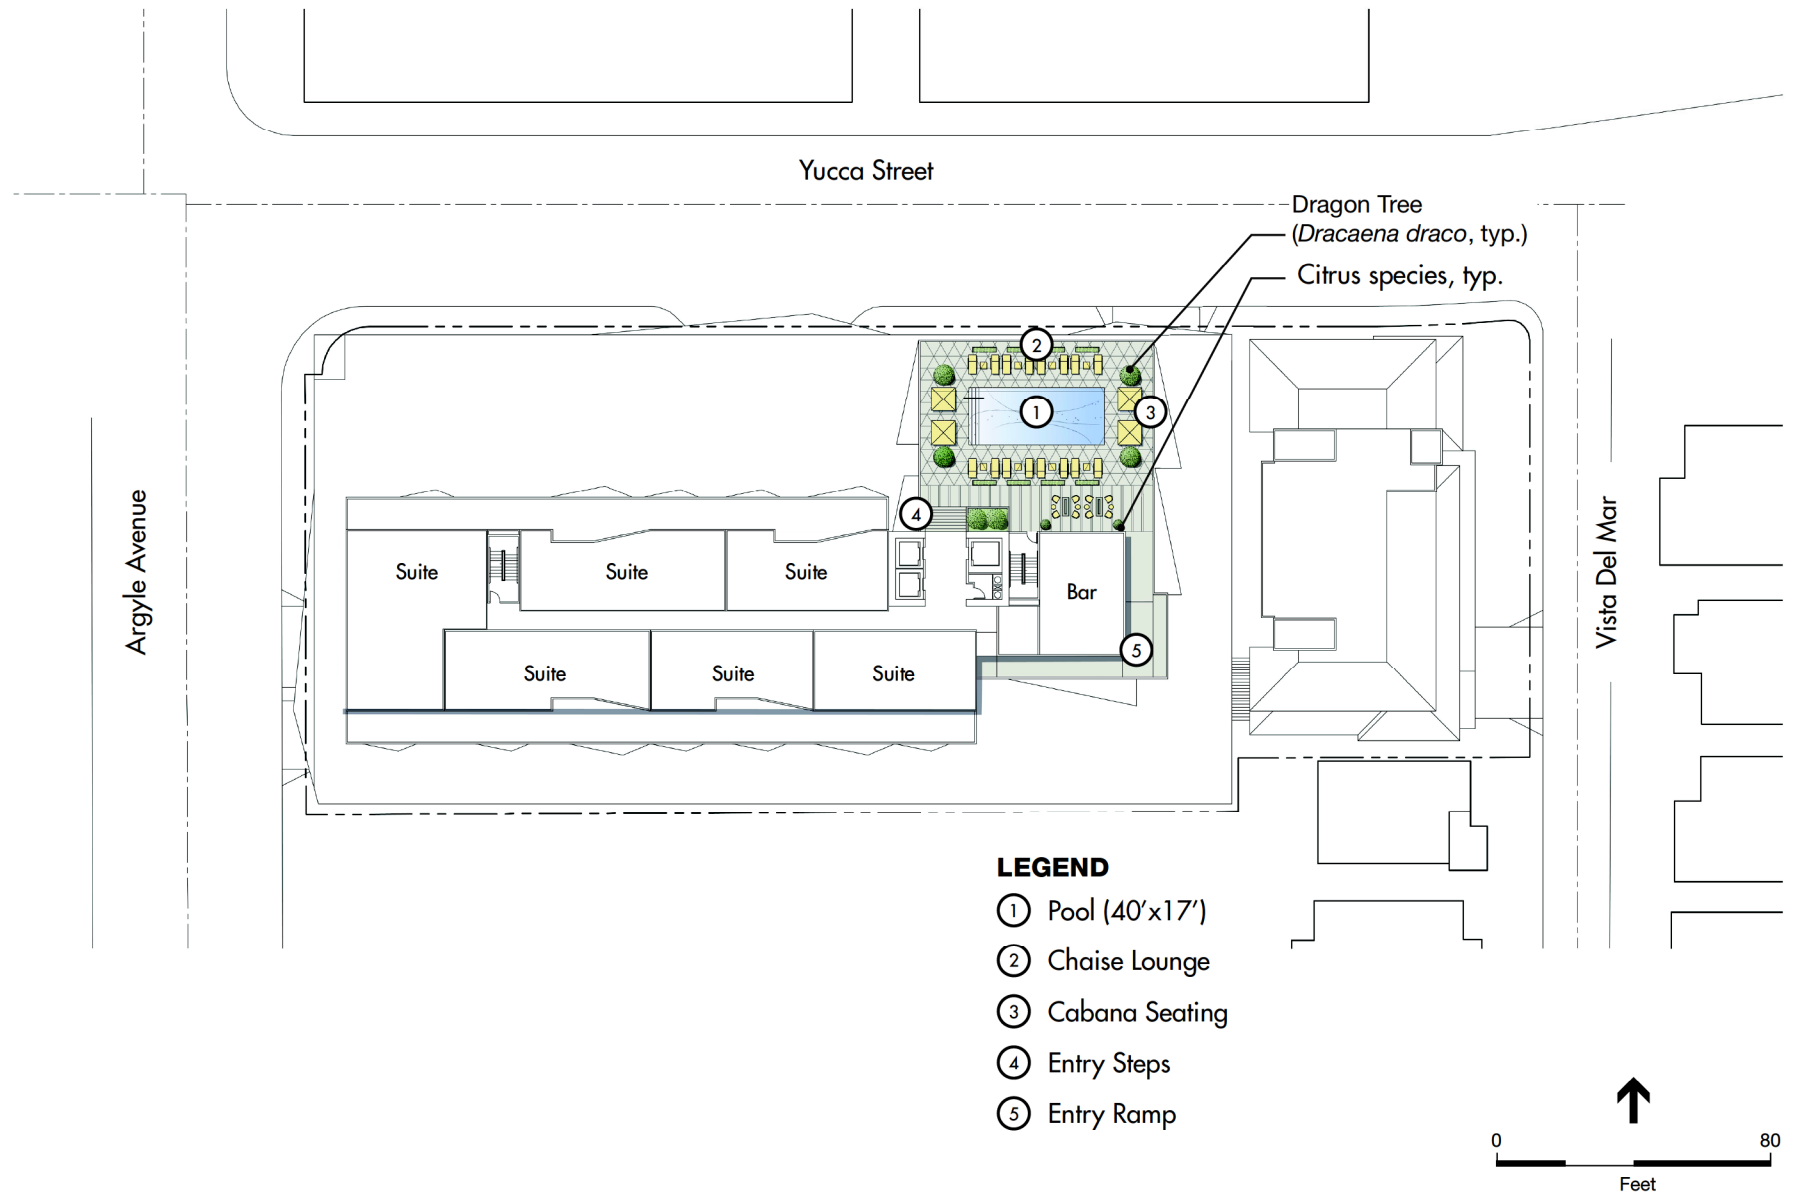 Yucca Street
Dragon Tree
(Dracaena draco, typ.)
Citrus species, typ.
2
1
3
4
Argyle Avenue
Suite
Suite
Suite
Bar
Vista Del Mar
5
Suite
Suite
Suite
LEGEND
1 Pool (40'x17')
2 Chaise Lounge
3 Cabana Seating
4 Entry Steps
5 Entry Ramp
0 80
Feet